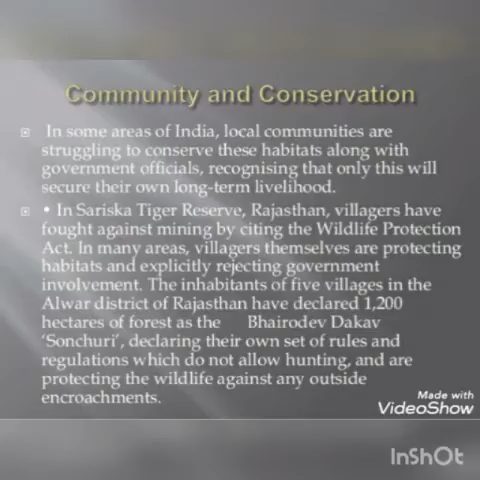 Community and Conservation
In some areas of India, local communities are
struggling to conserve these habitats along with
government officials, recognising that only this will
secure their own long-term livelihood.
• In Sariska Tiger Reserve, Rajasthan, villagers have
fought against mining by citing the Wildlife Protection
Act. In many areas, villagers themselves are protecting
habitats and explicitly rejecting government
involvement. The inhabitants of five villages in the
Alwar district of Rajasthan have declared 1,200
hectares of forest as the Bhairodev Dakav
‘Sonchuri’, declaring their own set of rules and
regulations which do not allow hunting, and are
protecting the wildlife against any outside
encroachments.
Made with
VideoShow
InShOt